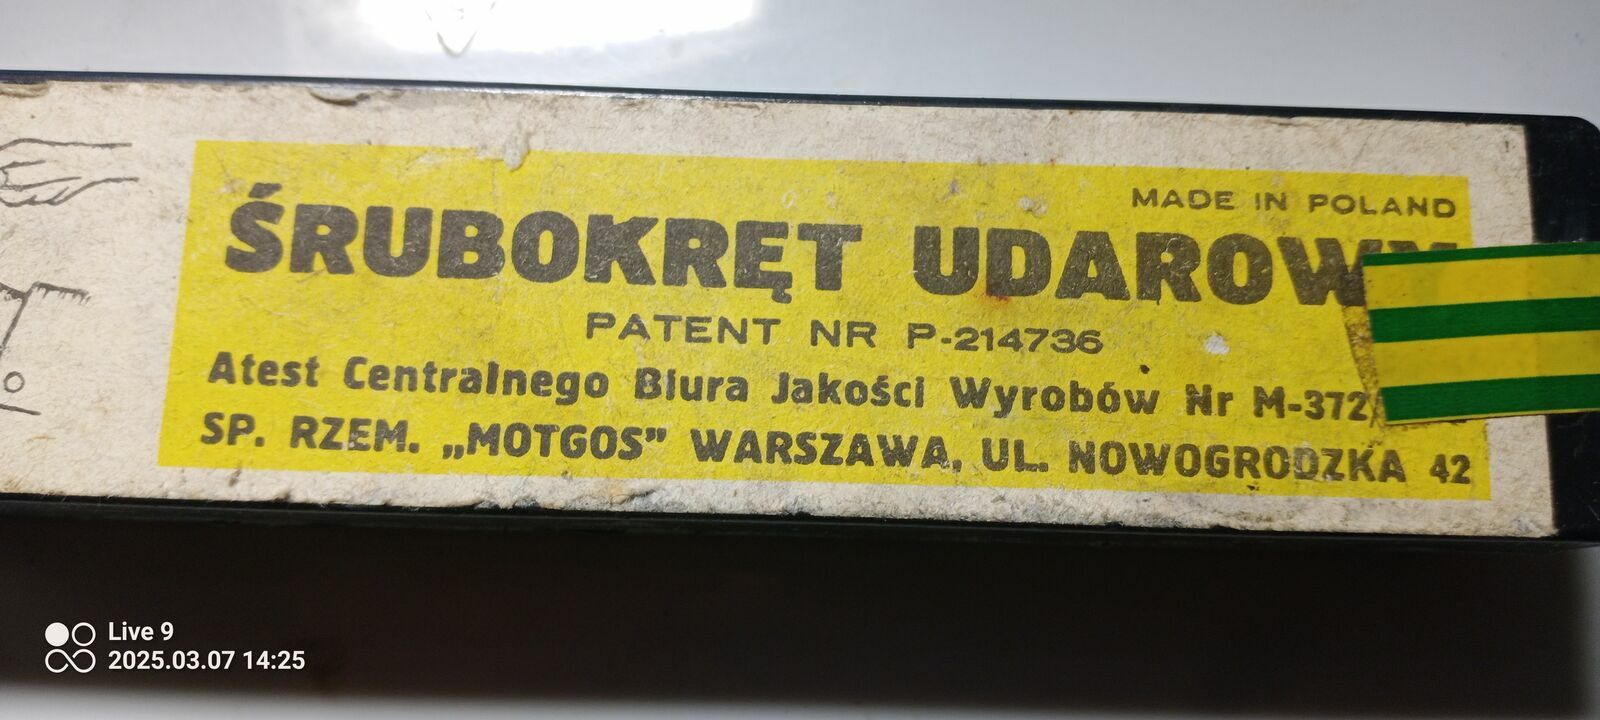 MADE IN POLAND
ŚRUBOKRĘT UDAROWY
PATENT NR P-214736
Atest Centralnego Biura Jakości Wyrobów Nr M-372
SP. RZEM. „MOTGOS” WARSZAWA, UL. NOWOGRODZKA 42
Live 9
2025.03.07 14:25